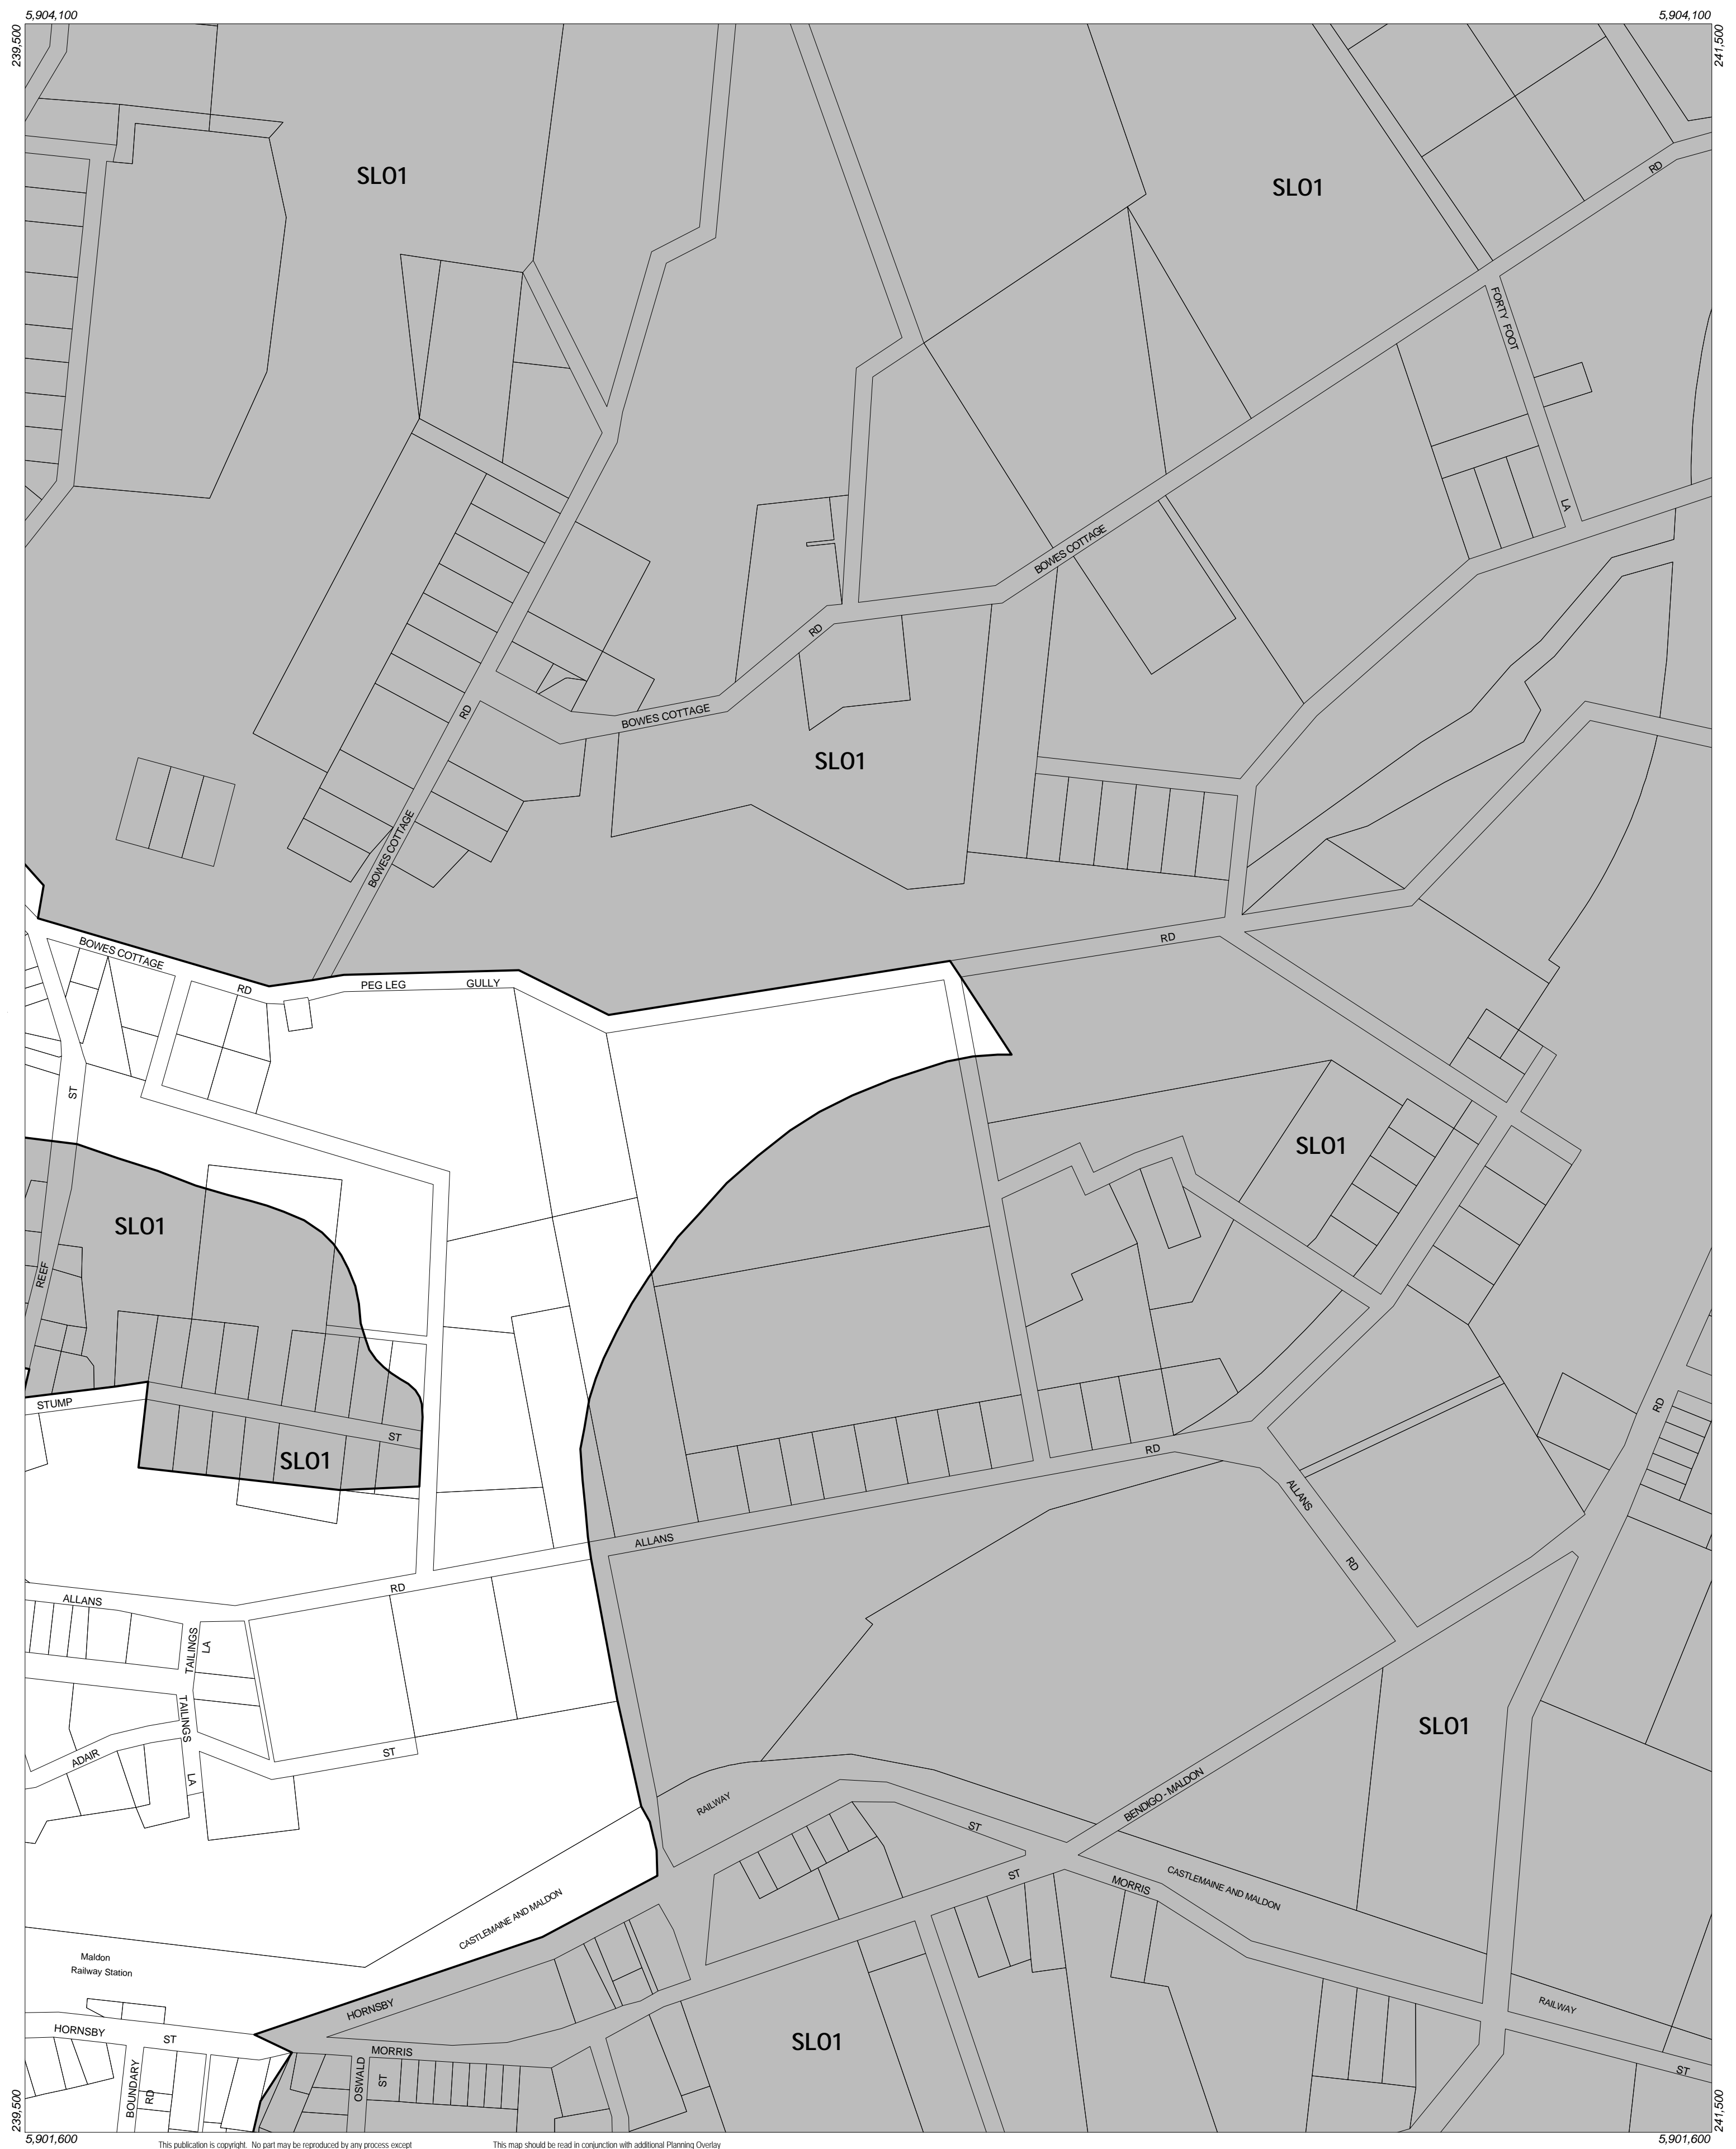 5,904,100
5,904,100
239,500
241,500
SLO1
SLO1
RD
FORTY FOOT
LA
BOWES COTTAGE
RD
BOWES COTTAGE
RD
SLO1
BOWES COTTAGE
RD
BOWES COTTAGE
RD
PEG LEG
GULLY
ST
SLO1
SLO1
REEF
RD
STUMP
ST
SLO1
RD
ALLANS
ALLANS
RD
RD
ALLANS
TAILINGS
LA
TAILINGS
LA
ADAIR
ST
SLO1
RAILWAY
BENDIGO - MALDON
ST
ST
MORRIS
CASTLEMAINE AND MALDON
CASTLEMAINE AND MALDON
Maldon
Railway Station
HORNSBY
RAILWAY
HORNSBY
ST
MORRIS
SLO1
OSWALD
ST
BOUNDARY
RD
ST
239,500
241,500
5,901,600
5,901,600
This publication is copyright. No part may be reproduced by any process except
This map should be read in conjunction with additional Planning Overlay